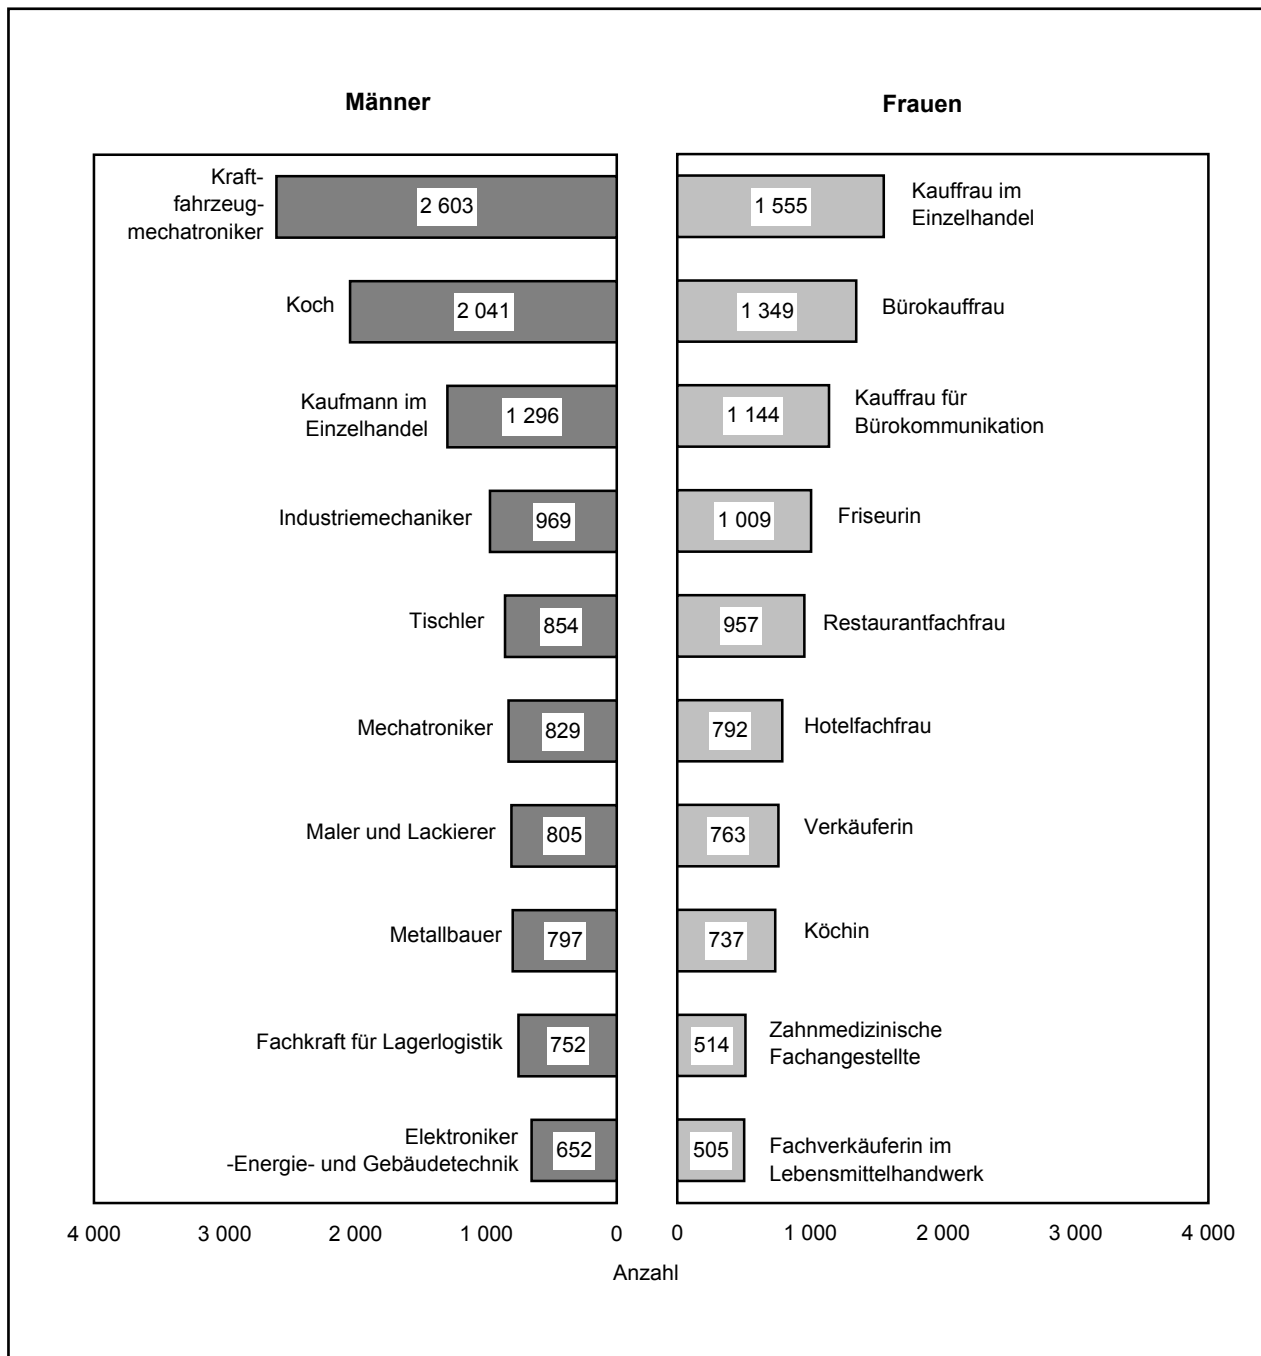 Männer
Frauen
Kraft-
fahrzeug-
mechatroniker
2 603
1 555
Kauffrau im
Einzelhandel
Koch
2 041
1 349
Bürokauffrau
Kaufmann im
Einzelhandel
1 296
1 144
Kauffrau für
Bürokommunikation
Industriemechaniker
969
1 009
Friseurin
Tischler
854
957
Restaurantfachfrau
Mechatroniker
829
792
Hotelfachfrau
Maler und Lackierer
805
763
Verkäuferin
Metallbauer
797
737
Köchin
Fachkraft für Lagerlogistik
752
514
Zahnmedizinische
Fachangestellte
Elektroniker
-Energie- und Gebäudetechnik
652
505
Fachverkäuferin im
Lebensmittelhandwerk
4 000 3 000 2 000 1 000 0 0 1 000 2 000 3 000 4 000
Anzahl